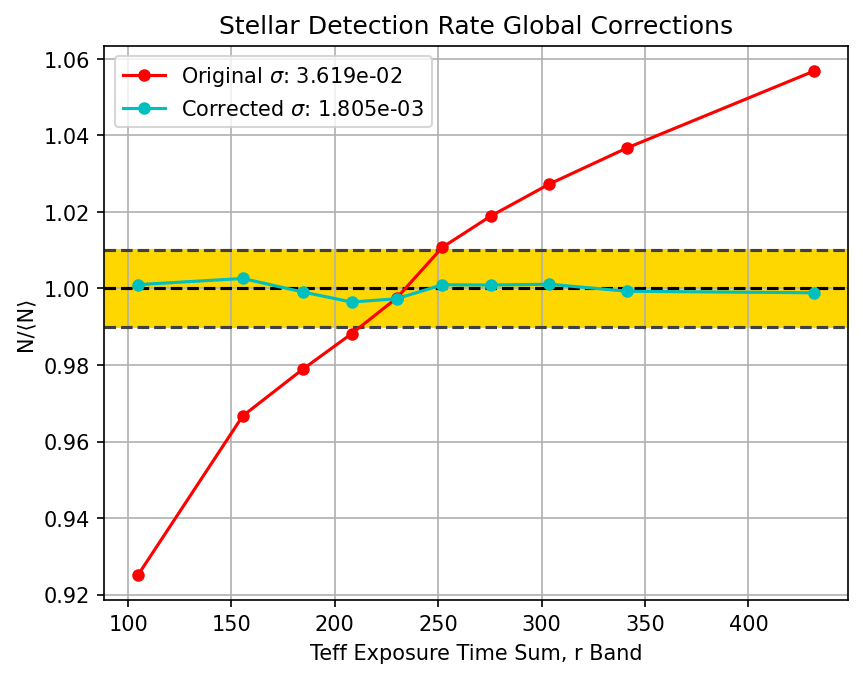 Stellar Detection Rate Global Corrections
Original σ: 3.619e-02
Corrected σ: 1.805e-03
1.06
1.04
1.02
1.00
0.98
0.96
0.94
0.92
N/⟨N⟩
100 150 200 250 300 350 400
Teff Exposure Time Sum, r Band